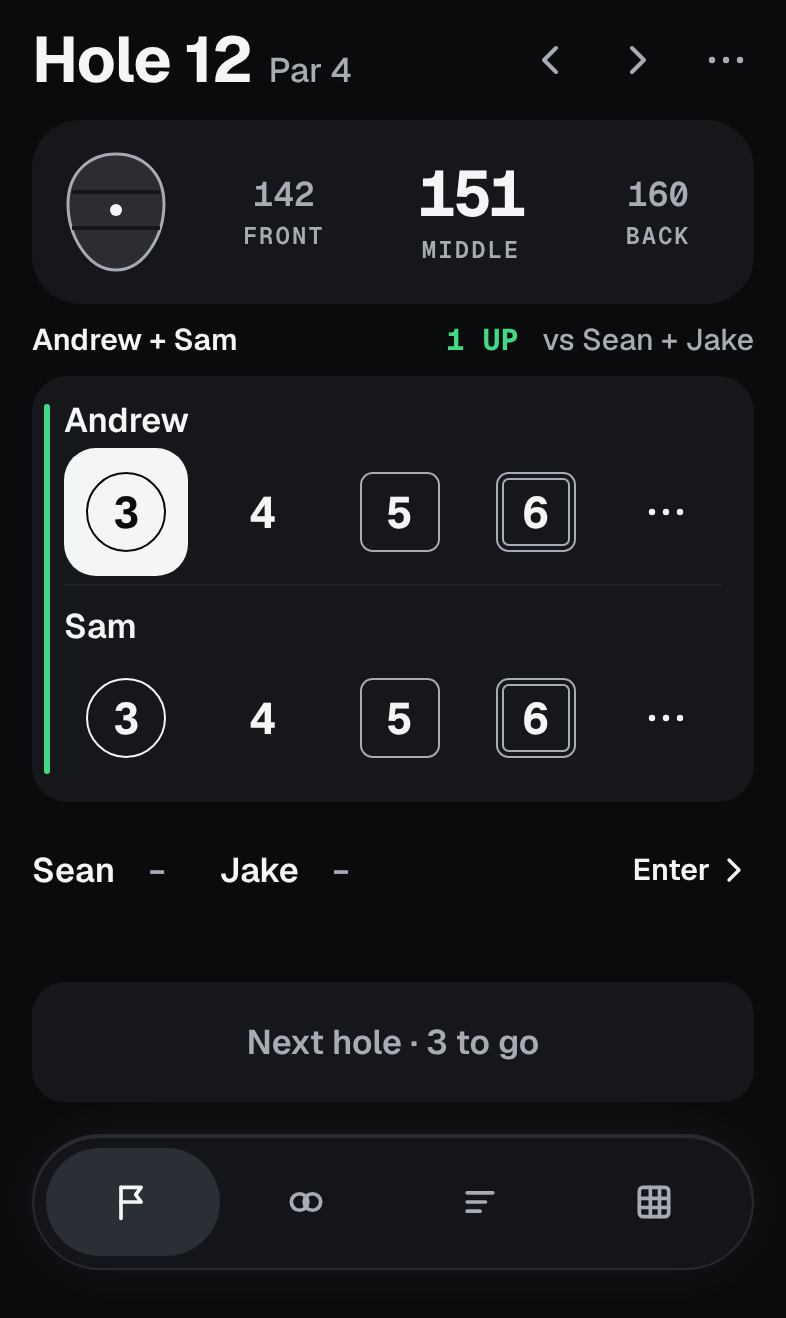 Hole 12 Par 4
142 151 160
FRONT MIDDLE BACK
Andrew + Sam 1 UP vs Sean + Jake
Andrew
3 4 5 6 ...
Sam
3 4 5 6 ...
Sean - Jake - Enter
Next hole · 3 to go